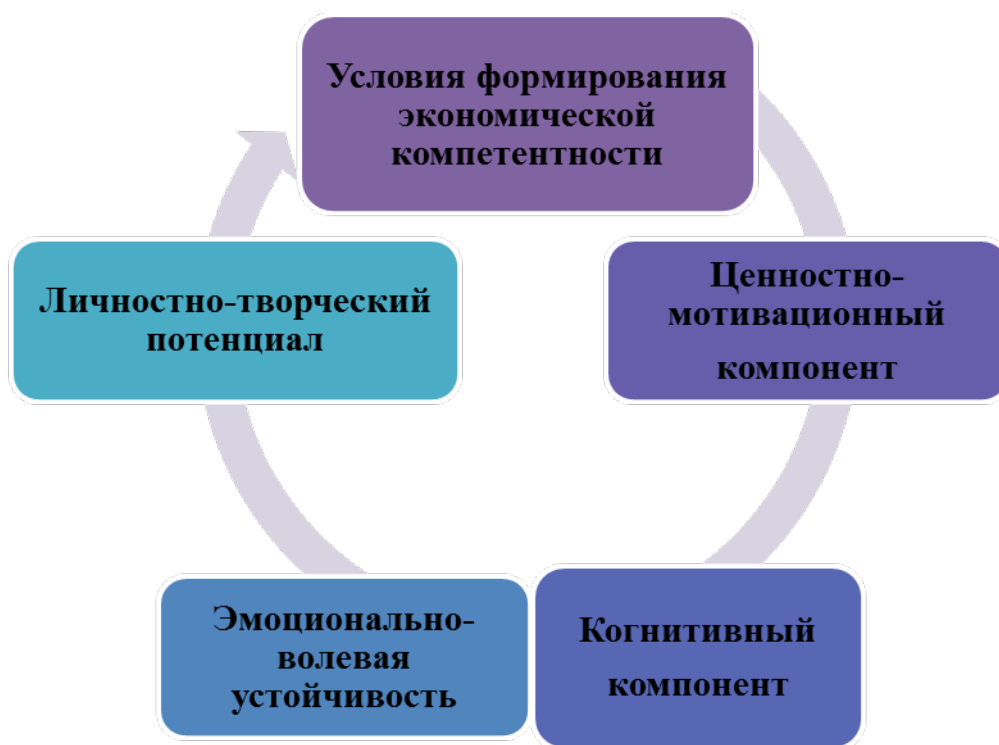 Условия формирования
экономической
компетентности
Личностно-творческий
потенциал
Ценностно-
мотивационный
компонент
Эмоционально-
волевая
устойчивость
Когнитивный
компонент